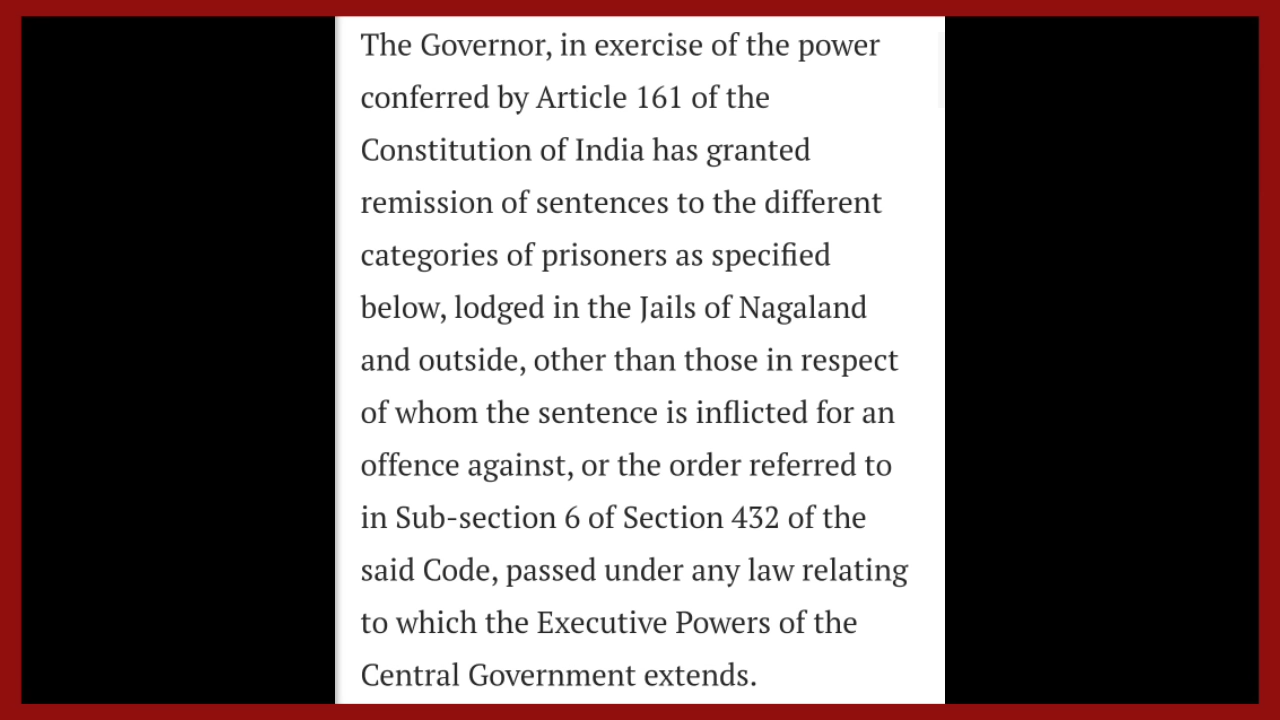 The Governor, in exercise of the power
conferred by Article 161 of the
Constitution of India has granted
remission of sentences to the different
categories of prisoners as specified
below, lodged in the Jails of Nagaland
and outside, other than those in respect
of whom the sentence is inflicted for an
offence against, or the order referred to
in Sub-section 6 of Section 432 of the
said Code, passed under any law relating
to which the Executive Powers of the
Central Government extends.